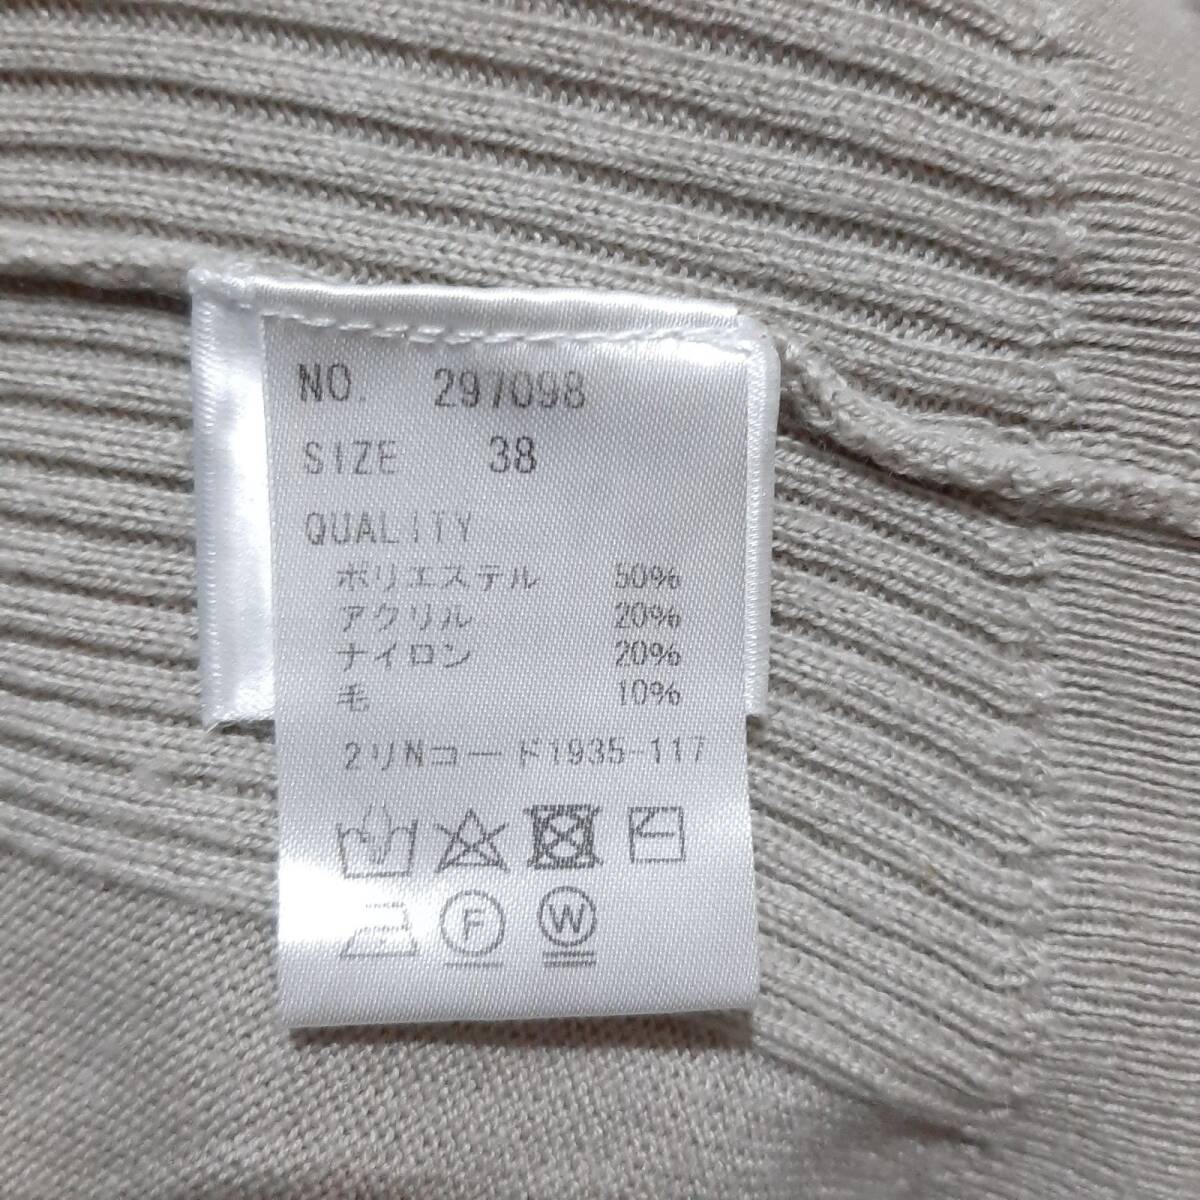 NO. 297098
SIZE 38
QUALITY
ポリエステル 50%
アクリル 20%
ナイロン 20%
毛 10%
2リNコード1935-117
F W